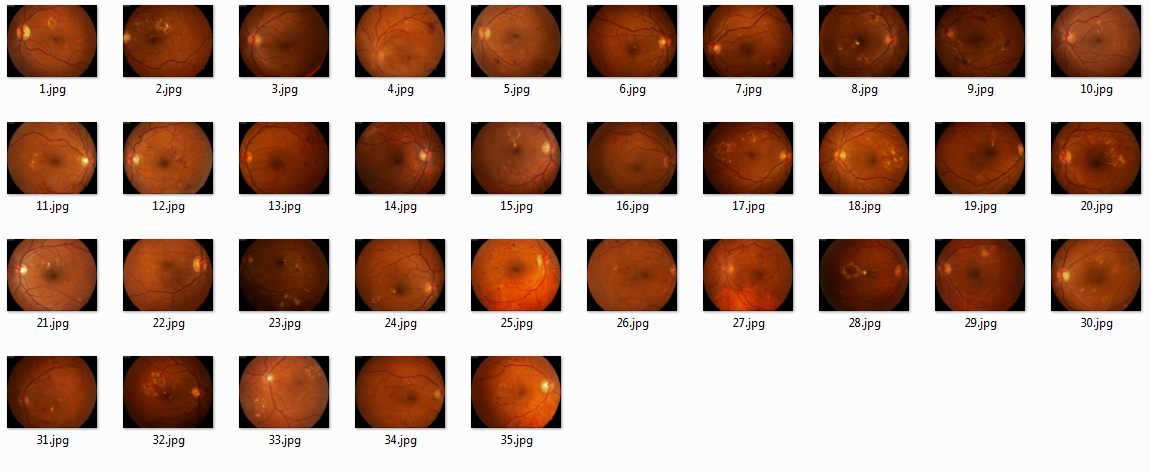 1.jpg 2.jpg 3.jpg 4.jpg 5.jpg 6.jpg 7.jpg 8.jpg 9.jpg 10.jpg
11.jpg 12.jpg 13.jpg 14.jpg 15.jpg 16.jpg 17.jpg 18.jpg 19.jpg 20.jpg
21.jpg 22.jpg 23.jpg 24.jpg 25.jpg 26.jpg 27.jpg 28.jpg 29.jpg 30.jpg
31.jpg 32.jpg 33.jpg 34.jpg 35.jpg